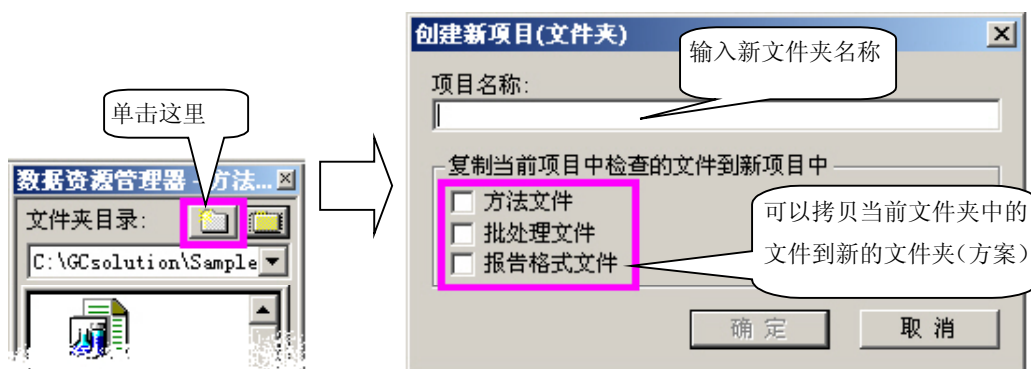 单击这里
数据资源管理器 - 方法...
文件夹目录:
C:\GCsolution\Sample
创建新项目(文件夹)
输入新文件夹名称
项目名称:
复制当前项目中检查的文件到新项目中
方法文件
批处理文件
报告格式文件
可以拷贝当前文件夹中的
文件到新的文件夹(方案)
确 定
取 消